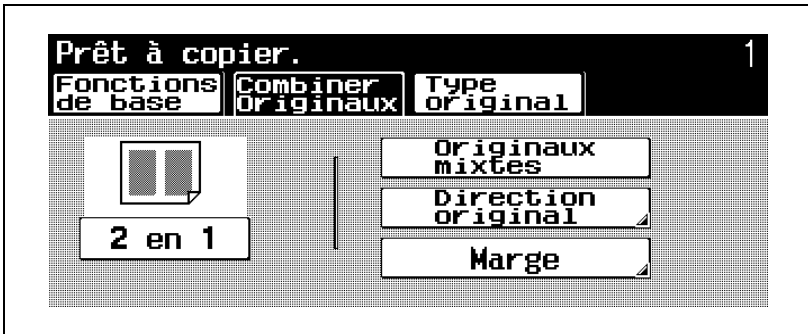 Prêt à copier. 1
Fonctions de base
Combiner Originaux
Type original
2 en 1
Originaux mixtes
Direction original
Marge